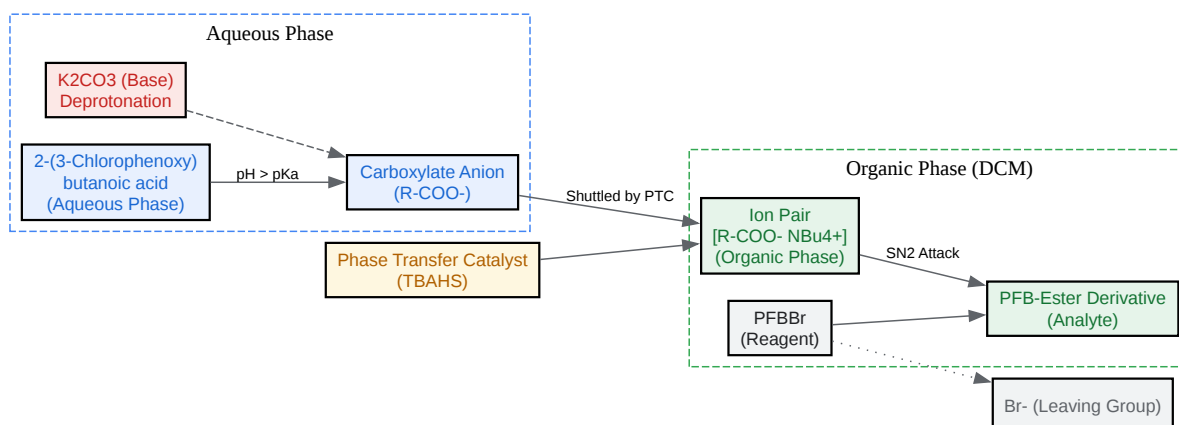 Aqueous Phase
K2CO3 (Base)
Deprotonation
2-(3-Chlorophenoxy)
butanoic acid
(Aqueous Phase)
pH > pKa
Carboxylate Anion
(R-COO-)
Shuttled by PTC
Phase Transfer Catalyst
(TBAHS)
Organic Phase (DCM)
Ion Pair
[R-COO- NBu4+]
(Organic Phase)
SN2 Attack
PFBBr
(Reagent)
PFB-Ester Derivative
(Analyte)
Br- (Leaving Group)